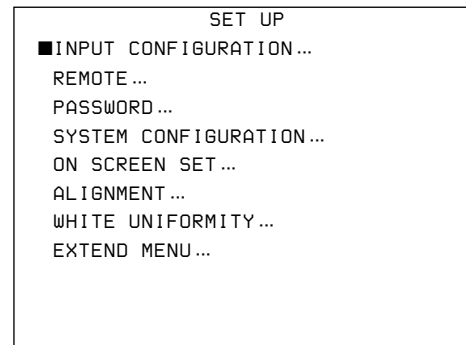 SET UP
■INPUT CONFIGURATION…
REMOTE…
PASSWORD…
SYSTEM CONFIGURATION…
ON SCREEN SET…
ALIGNMENT…
WHITE UNIFORMITY…
EXTEND MENU…